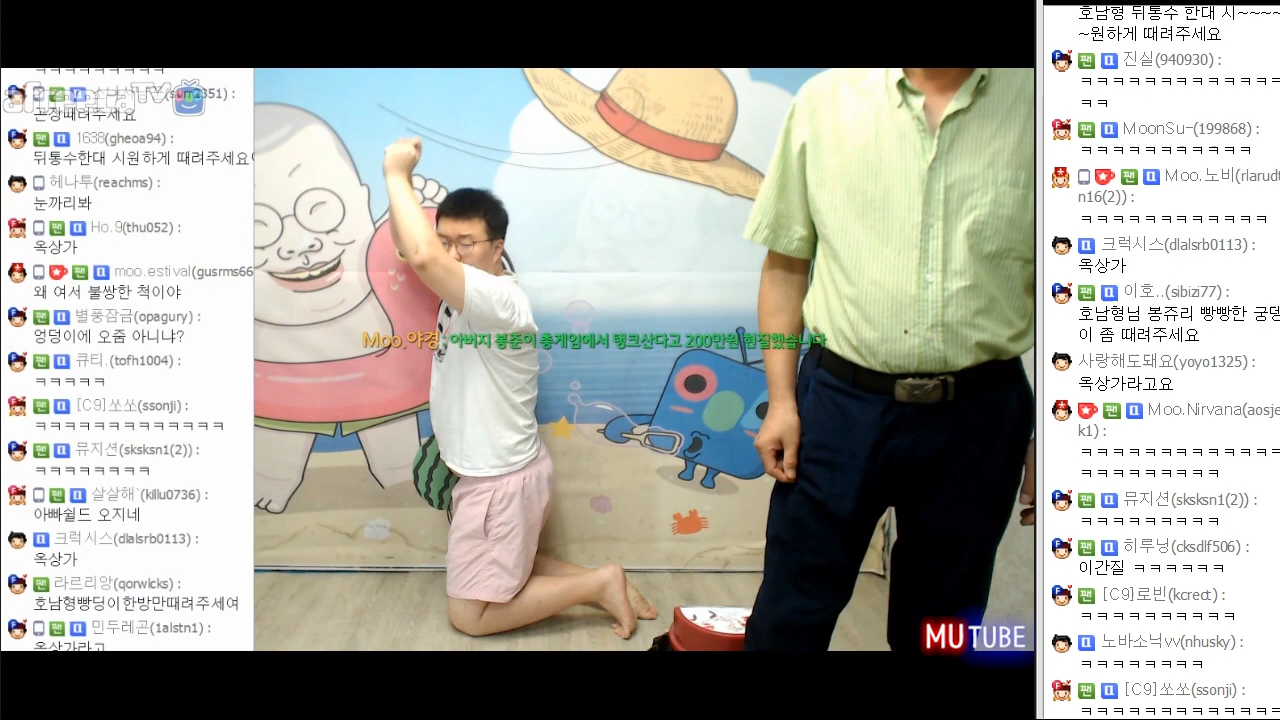 afreecaTV
곤장때려주세요
1638(gheoa94) :
뒤통수한대 시원하게 때려주세요
헤나투(reachms) :
눈까리봐
Ho.9(thu052) :
옥상가
moo.estival(gusrms66
왜 여서 불쌍한 척이야
별풍잠금(opagury) :
엉덩이에 오줌 아니냐?
큐티.(tofh1004) :
ㅋㅋㅋㅋㅋ
[C9]쏘쏘(ssonji) :
ㅋㅋㅋㅋㅋㅋㅋㅋㅋㅋㅋㅋㅋ
뮤지션(sksksn1(2)) :
ㅋㅋㅋㅋㅋㅋㅋㅋ
살살해`(killu0736) :
아빠쉴드 오지네
크럭시스(dlaisrb0113) :
옥상가
라르리앙(qorwlcks) :
호남형빵딩이한방만때려주세여
민두레곤(1alstn1) :
옥상가라고
Moo.야경 : 아버지 봉준이 총게임에서 탱크산다고 200만원 현질했습니다
MUTUBE
호남형 뒤통수 한대 시~~~~
~원하게 때려주세요
진실(940930) :
ㅋㅋㅋㅋㅋㅋㅋㅋㅋㅋㅋㅋㅋ
ㅋㅋ
MoonSu-(199868) :
ㅋㅋㅋㅋㅋㅋㅋㅋㅋㅋㅋ
Moo.노비(rlarudt
n16(2)) :
ㅋㅋㅋㅋㅋㅋㅋㅋㅋㅋㅋㅋ
크럭시스(dlaisrb0113) :
옥상가
이호..(sibizi77) :
호남형님 봉쥬리 빵빵한 궁뎅
이 좀 때려주세요
사랑해도돼요(yoyo1325) :
옥상가라고요
Moo.Nirvana(aosjd
k1) :
ㅋㅋㅋㅋㅋㅋㅋㅋㅋㅋㅋㅋㅋ
ㅋㅋㅋㅋㅋㅋㅋㅋㅋ
뮤지션(sksksn1(2)) :
ㅋㅋㅋㅋㅋㅋㅋㅋㅋ
히루닝(cksdlf506) :
이간질 ㅋㅋㅋㅋㅋㅋ
[C9]로빈(kcrect) :
ㅋㅋㅋㅋㅋㅋㅋㅋㅋㅋ
노바소닉vv(nhusky) :
ㅋㅋㅋㅋㅋㅋㅋㅋ
[C9]쏘쏘(ssonji) :
ㅋㅋㅋㅋㅋㅋㅋㅋㅋㅋㅋㅋㅋ